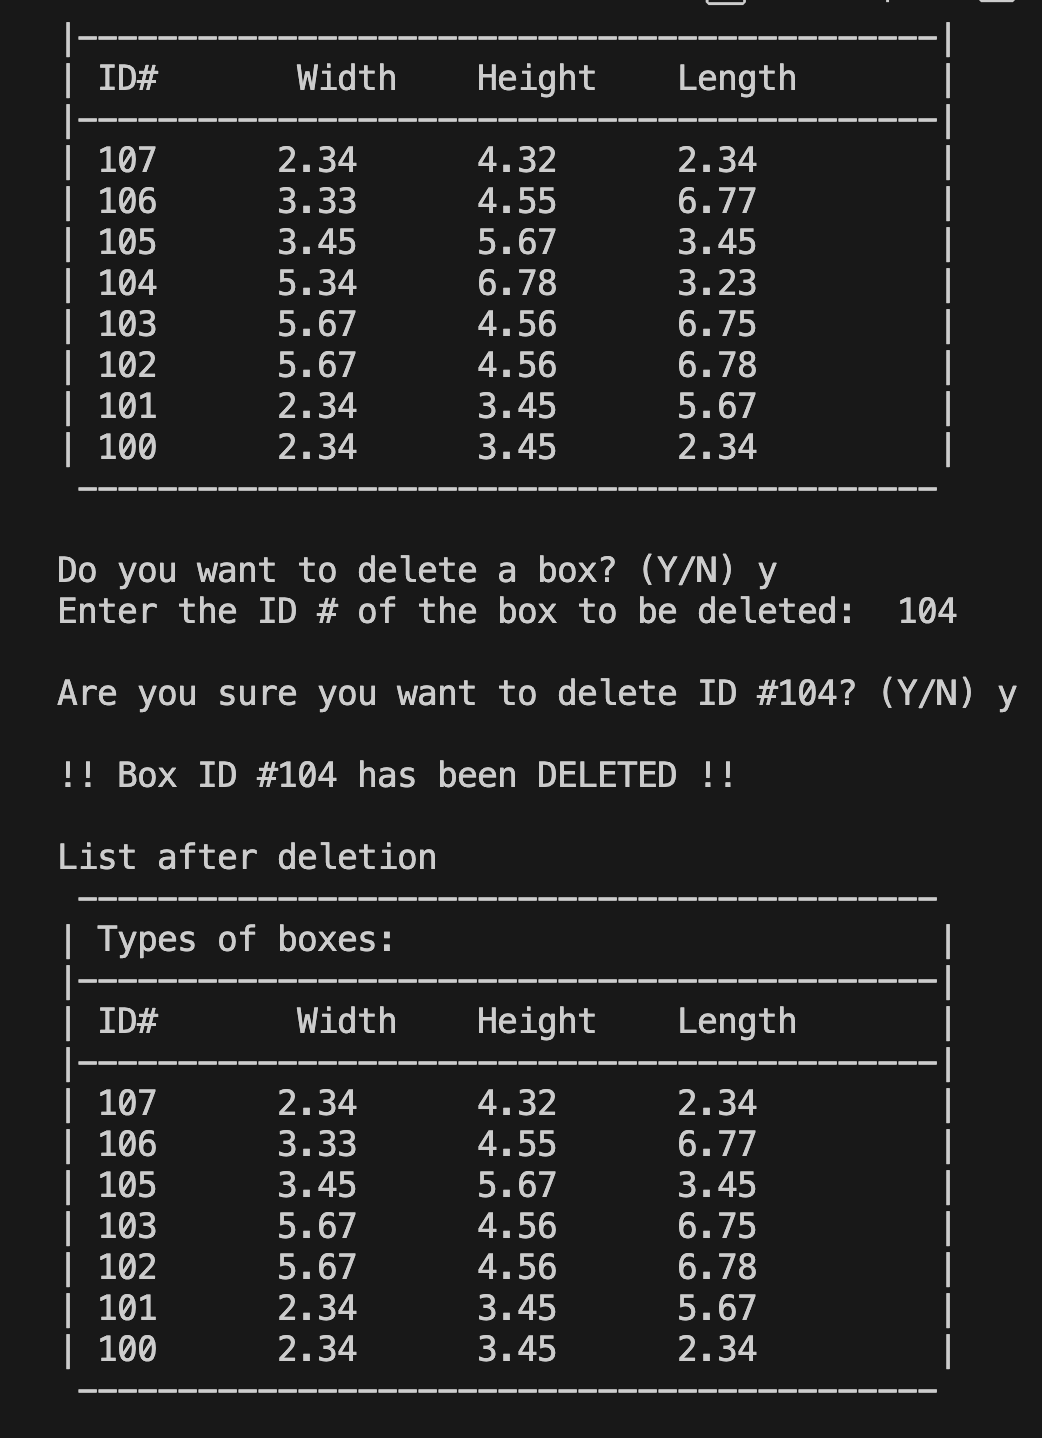 |-------------------------------------------|
| ID#       Width    Height    Length       |
|-------------------------------------------|
| 107      2.34      4.32      2.34         |
| 106      3.33      4.55      6.77         |
| 105      3.45      5.67      3.45         |
| 104      5.34      6.78      3.23         |
| 103      5.67      4.56      6.75         |
| 102      5.67      4.56      6.78         |
| 101      2.34      3.45      5.67         |
| 100      2.34      3.45      2.34         |
 -------------------------------------------
Do you want to delete a box? (Y/N) y
Enter the ID # of the box to be deleted:  104
Are you sure you want to delete ID #104? (Y/N) y
!! Box ID #104 has been DELETED !!
List after deletion
 -------------------------------------------
| Types of boxes:                           |
|-------------------------------------------|
| ID#       Width    Height    Length       |
|-------------------------------------------|
| 107      2.34      4.32      2.34         |
| 106      3.33      4.55      6.77         |
| 105      3.45      5.67      3.45         |
| 103      5.67      4.56      6.75         |
| 102      5.67      4.56      6.78         |
| 101      2.34      3.45      5.67         |
| 100      2.34      3.45      2.34         |
 -------------------------------------------